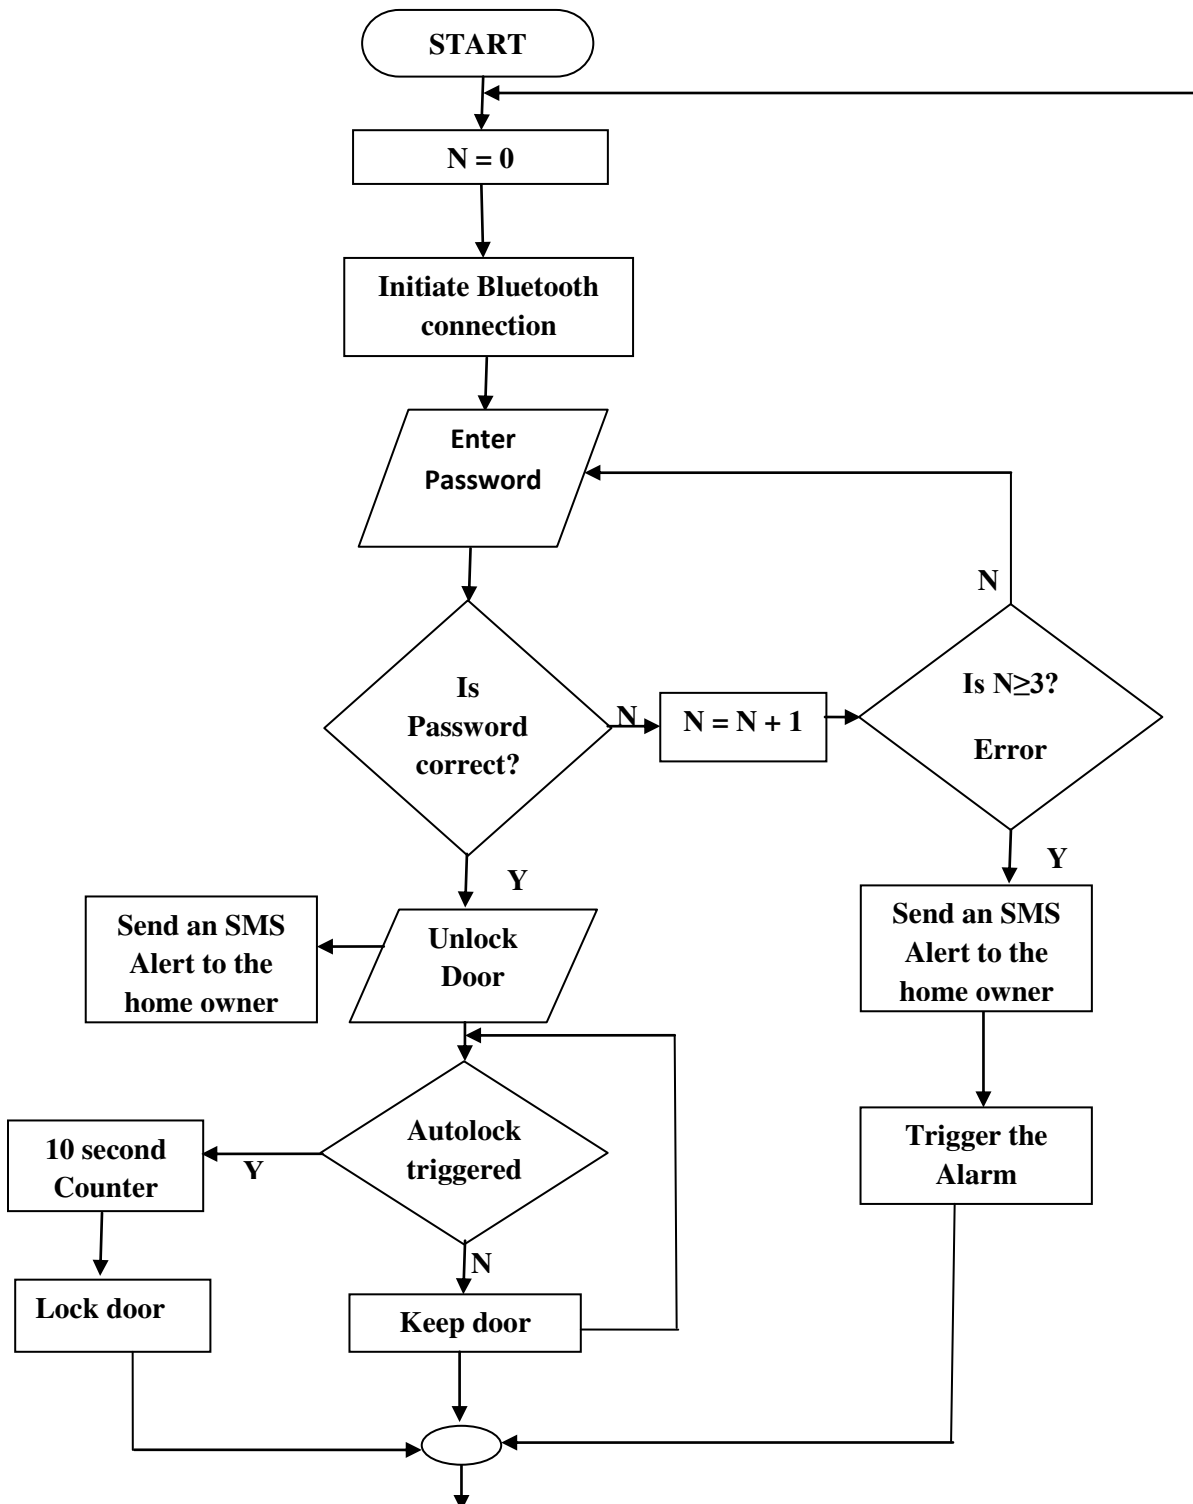 START
N = 0
Initiate Bluetooth
connection
Enter
Password
N
Is
Password
correct?
N
N = N + 1
Is N≥3?
Error
Y
Y
Send an SMS
Alert to the
home owner
Unlock
Door
Send an SMS
Alert to the
home owner
10 second
Counter
Y
Autolock
triggered
Trigger the
Alarm
N
Lock door
Keep door